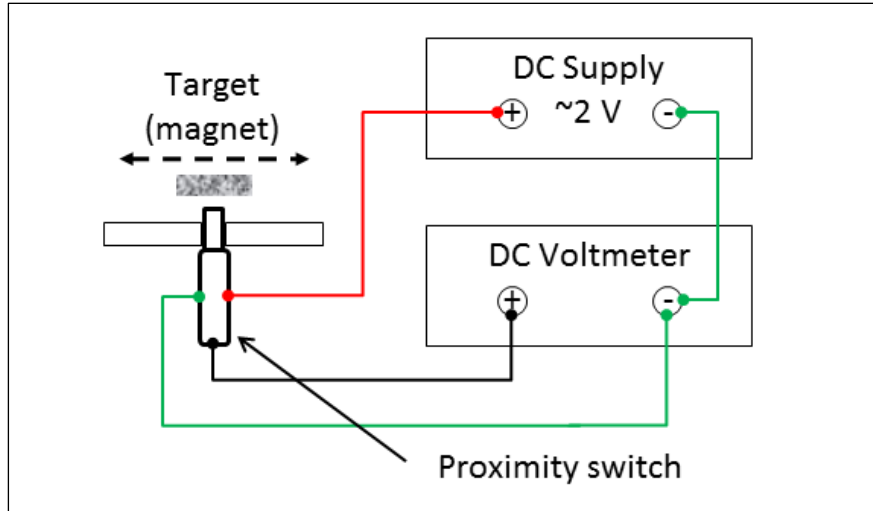 Target
(magnet)
DC Supply
~2 V
+
-
DC Voltmeter
+
-
Proximity switch